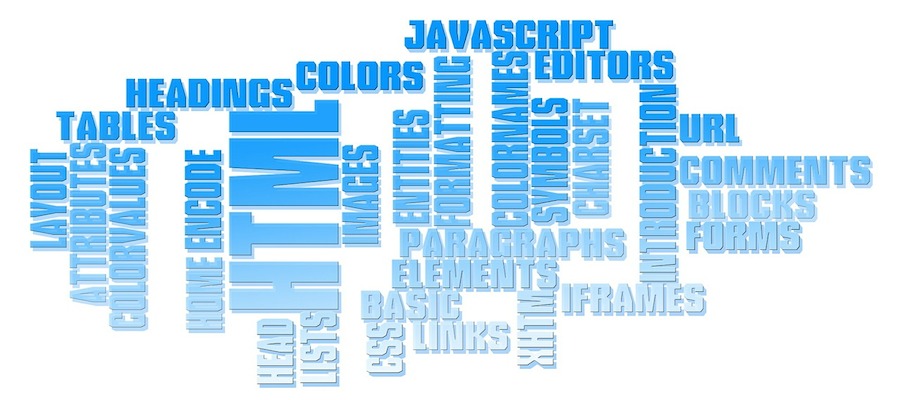 JAVASCRIPT
EDITORS
COLORS
HEADINGS
TABLES
LAYOUT
ATTRIBUTES
COLORVALUES
HOME ENCODE
HTML
IMAGES
ENTITIES
FORMATTING
COLORNAMES
SYMBOLS
CHARSET
INTRODUCTION
URL
COMMENTS
BLOCKS
FORMS
PARAGRAPHS
ELEMENTS
BASIC
LINKS
IFRAMES
HEAD
LISTS
CSS
XHTML